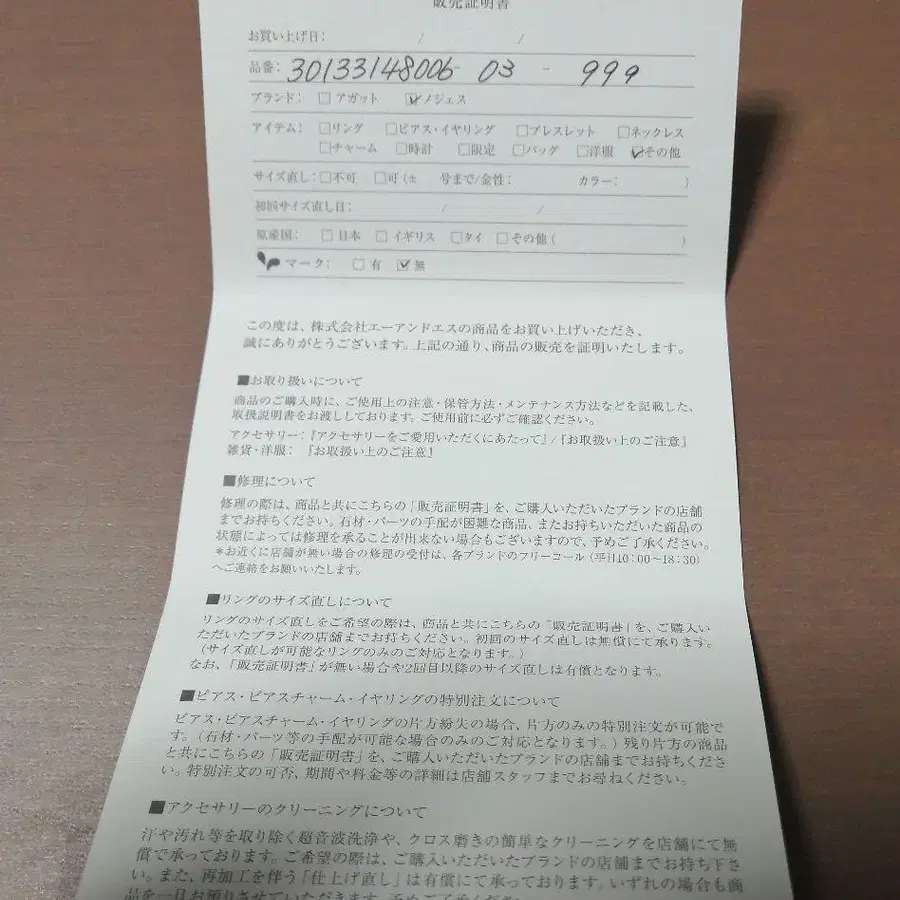 販売証明書
お買い上げ日: / /
品番: 30133148006- 03 - 999
ブランド: □ アガット ☑ ノジェス
アイテム: □リング □ピアス・イヤリング □ブレスレット □ネックレス
□チャーム □時計 □限定 □バッグ □洋服 ☑その他
サイズ直し: □不可 □可 (± 号まで/金性: カラー: )
初回サイズ直し日: / /
原産国: □ 日本 □ イギリス □タイ □その他 ( )
マーク: □ 有 ☑ 無
この度は、株式会社エーアンドエスの商品をお買い上げいただき、
誠にありがとうございます。上記の通り、商品の販売を証明いたします。
■お取り扱いについて
商品のご購入時に、ご使用上の注意・保管方法・メンテナンス方法などを記載した、
取扱説明書をお渡ししております。ご使用前に必ずご確認ください。
アクセサリー:『アクセサリーをご愛用いただくにあたって』/『お取扱い上のご注意』
雑貨・洋服: 『お取扱い上のご注意』
■修理について
修理の際は、商品と共にこちらの「販売証明書」を、ご購入いただいたブランドの店舗
までお持ちください。石材・パーツの手配が困難な商品、またお持ちいただいた商品の
状態によっては修理を承ることが出来ない場合もございますので、予めご了承ください。
*お近くに店舗が無い場合の修理の受付は、各ブランドのフリーコール (平日10:00～18:30)
へご連絡をお願いいたします。
■リングのサイズ直しについて
リングのサイズ直しをご希望の際は、商品と共にこちらの「販売証明書」を、ご購入い
ただいたブランドの店舗までお持ちください。初回のサイズ直しは無償にて承ります。
(サイズ直しが可能なリングのみのご対応となります。)
なお、「販売証明書」が無い場合や2回目以降のサイズ直しは有償となります。
■ピアス・ピアスチャーム・イヤリングの特別注文について
ピアス・ピアスチャーム・イヤリングの片方紛失の場合、片方のみの特別注文が可能で
す。(石材・パーツ等の手配が可能な場合のみのご対応となります。) 残り片方の商品
と共にこちらの「販売証明書」を、ご購入いただいたブランドの店舗までお持ちくださ
い。特別注文の可否、期間や料金等の詳細は店舗スタッフまでお尋ねください。
■アクセサリーのクリーニングについて
汗や汚れ等を取り除く超音波洗浄や、クロス磨きの簡単なクリーニングを店舗にて無
償で承っております。ご希望の際は、ご購入いただいたブランドの店舗までお持ち下さ
い。また、再加工を伴う「仕上げ直し」は有償にて承っております。いずれの場合も商
品を一旦お預りさせていただきます。予めご了承ください。